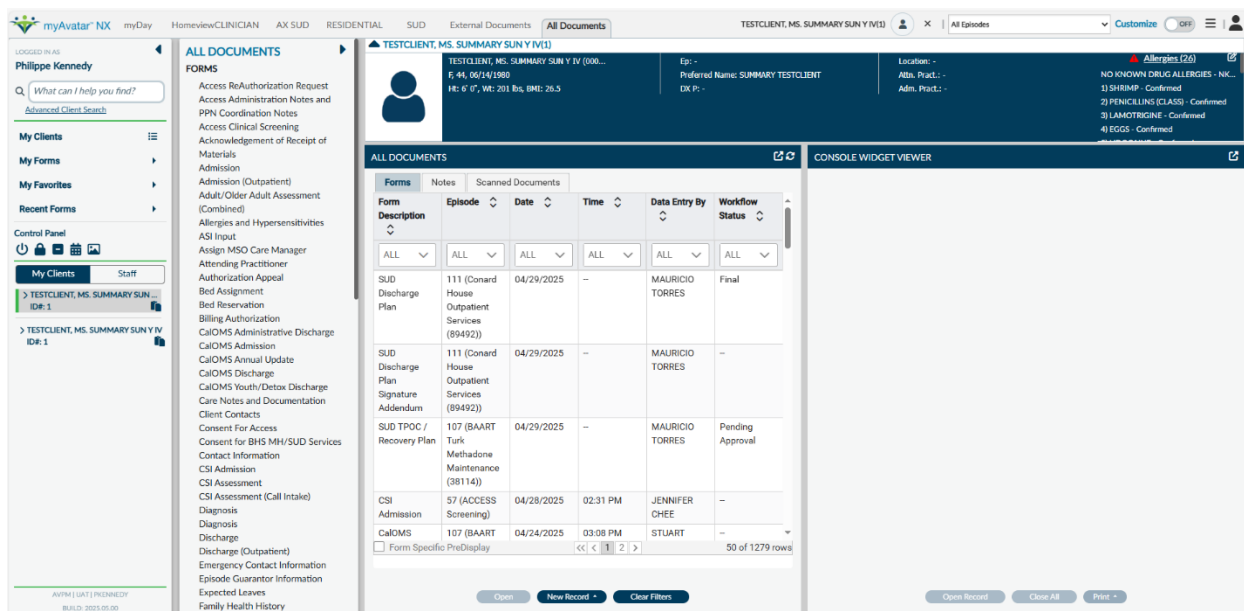 myAvatar™ NX
myDay
HomeviewCLINICIAN
AX SUD
RESIDENTIAL
SUD
External Documents
All Documents
TESTCLIENT, MS. SUMMARY SUN Y IV(1)
All Episodes
Customize
OFF
LOGGED IN AS
Philippe Kennedy
What can I help you find?
Advanced Client Search
My Clients
My Forms
My Favorites
Recent Forms
Control Panel
My Clients
Staff
TESTCLIENT, MS. SUMMARY SUN ...
ID#: 1
TESTCLIENT, MS. SUMMARY SUN Y IV
ID#: 1
AVPM | UAT | PKENNEDY
BUILD: 2025.05.00
ALL DOCUMENTS
FORMS
Access ReAuthorization Request
Access Administration Notes and
PPN Coordination Notes
Access Clinical Screening
Acknowledgement of Receipt of
Materials
Admission
Admission (Outpatient)
Adult/Older Adult Assessment
(Combined)
Allergies and Hypersensitivities
ASI Input
Assign MSO Care Manager
Attending Practitioner
Authorization Appeal
Bed Assignment
Bed Reservation
Billing Authorization
CalOMS Administrative Discharge
CalOMS Admission
CalOMS Annual Update
CalOMS Discharge
CalOMS Youth/Detox Discharge
Care Notes and Documentation
Client Contacts
Consent For Access
Consent for BHS MH/SUD Services
Contact Information
CSI Admission
CSI Assessment
CSI Assessment (Call Intake)
Diagnosis
Diagnosis
Discharge
Discharge (Outpatient)
Emergency Contact Information
Episode Guarantor Information
Expected Leaves
Family Health History
TESTCLIENT, MS. SUMMARY SUN Y IV(1)
TESTCLIENT, MS. SUMMARY SUN Y IV (000...
F, 44, 06/14/1980
Ht: 6' 0", Wt: 201 lbs, BMI: 26.5
Ep: -
Preferred Name: SUMMARY TESTCLIENT
DX P: -
Location: -
Attn. Pract.: -
Adm. Pract.: -
Allergies (26)
NO KNOWN DRUG ALLERGIES - NK...
1) SHRIMP - Confirmed
2) PENICILLINS (CLASS) - Confirmed
3) LAMOTRIGINE - Confirmed
4) EGGS - Confirmed
ALL DOCUMENTS
Forms
Notes
Scanned Documents
Form Description
Episode
Date
Time
Data Entry By
Workflow Status
ALL
ALL
ALL
ALL
ALL
ALL
SUD Discharge Plan
111 (Conard House Outpatient Services (89492))
04/29/2025
--
MAURICIO TORRES
Final
SUD Discharge Plan Signature Addendum
111 (Conard House Outpatient Services (89492))
04/29/2025
--
MAURICIO TORRES
--
SUD TPOC / Recovery Plan
107 (BAART Turk Methadone Maintenance (38114))
04/29/2025
--
MAURICIO TORRES
Pending Approval
CSI Admission
57 (ACCESS Screening)
04/28/2025
02:31 PM
JENNIFER CHEE
--
CalOMS
107 (BAART
04/24/2025
03:08 PM
STUART
--
Form Specific PreDisplay
<< < 1 2 >
50 of 1279 rows
Open
New Record
Clear Filters
CONSOLE WIDGET VIEWER
Open Record
Close All
Print